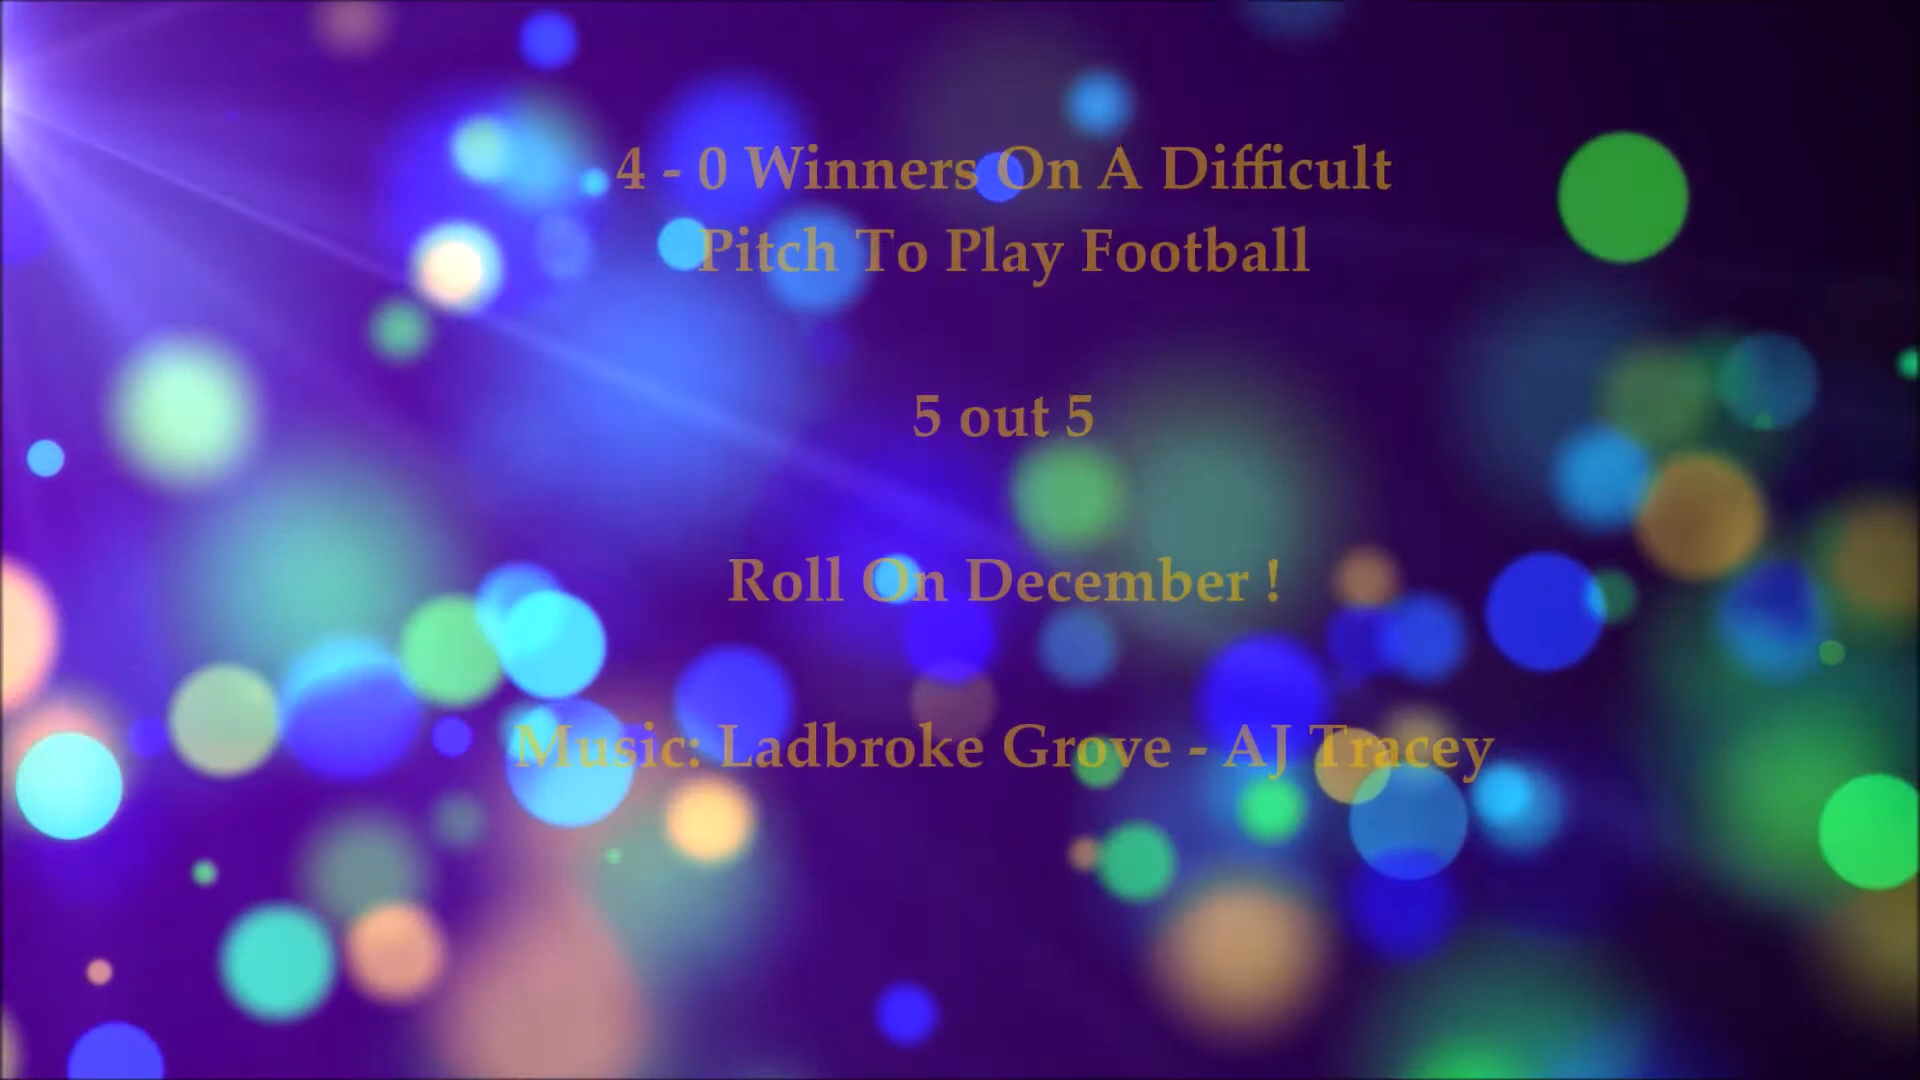 4 - 0 Winners On A Difficult
Pitch To Play Football
5 out 5
Roll On December !
Music: Ladbroke Grove - AJ Tracey